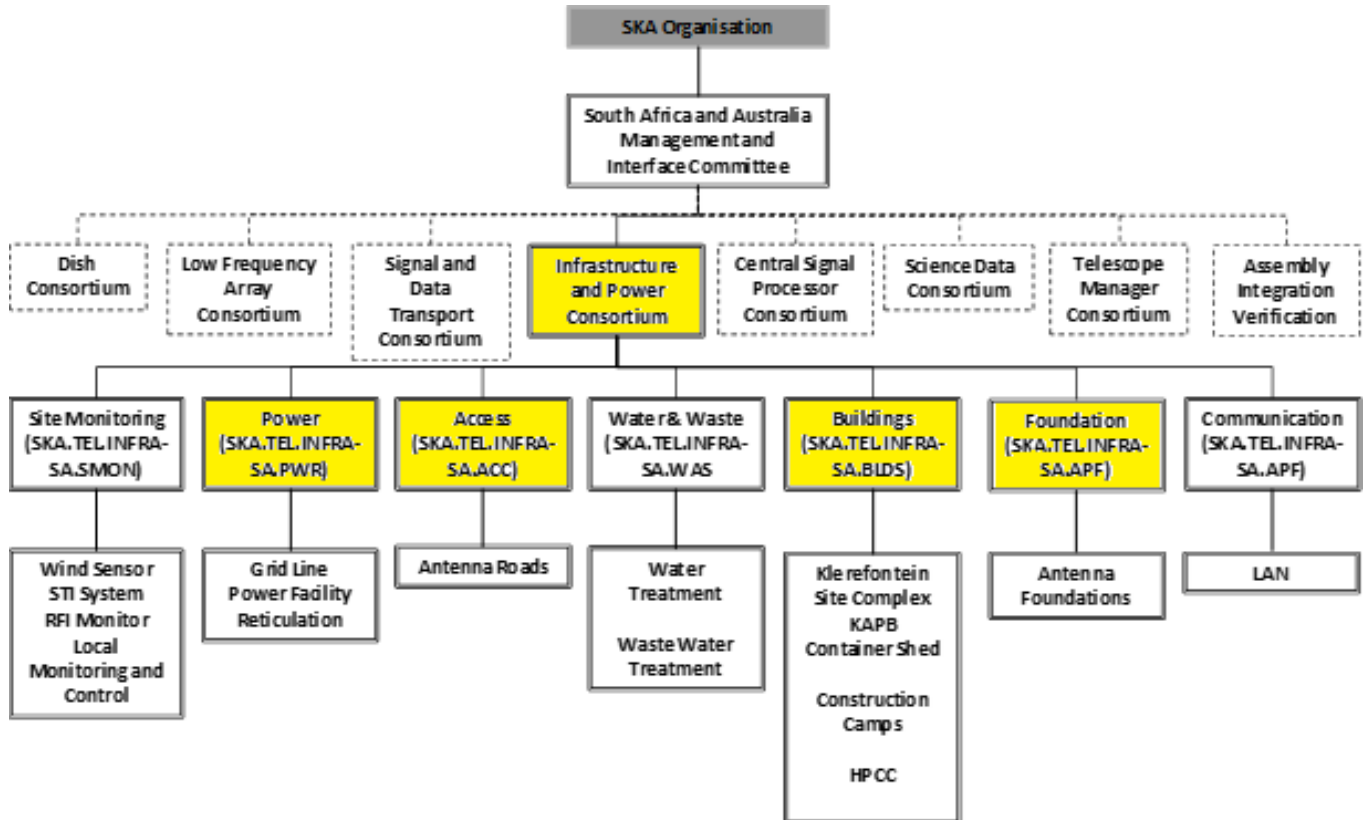 SKA Organisation
South Africa and Australia
Management and
Interface Committee
Dish
Consortium
Low Frequency
Array
Consortium
Signal and
Data
Transport
Consortium
Infrastructure
and Power
Consortium
Central Signal
Processor
Consortium
Science Data
Consortium
Telescope
Manager
Consortium
Assembly
Integration
Verification
Site Monitoring
(SKA.TEL.INFRA-
SA.SMON)
Power
(SKA.TEL.INFRA-
SA.PWR)
Access
(SKA.TEL.INFRA-
SA.ACC)
Water & Waste
(SKA.TEL.INFRA-
SA.WAS)
Buildings
(SKA.TEL.INFRA-
SA.BLDS)
Foundation
(SKA.TEL.INFRA-
SA.APF)
Communication
(SKA.TEL.INFRA-
SA.APF)
Wind Sensor
STI System
RFI Monitor
Local
Monitoring and
Control
Grid Line
Power Facility
Reticulation
Antenna Roads
Water
Treatment
Waste Water
Treatment
Klerefontein
Site Complex
KAPB
Container Shed
Construction
Camps
HPCC
Antenna
Foundations
LAN